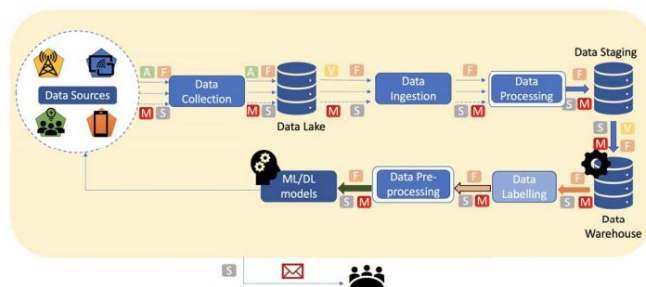 Data Staging
A F A F V F F F
Data Sources
Data
Collection
Data
Ingestion
Data
Processing
M S M S M S S M S M
Data Lake
S V
M F
ML/DL
models
F
Data Pre-
processing
F
Data
Labelling
F
S M S M S M
Data
Warehouse
S